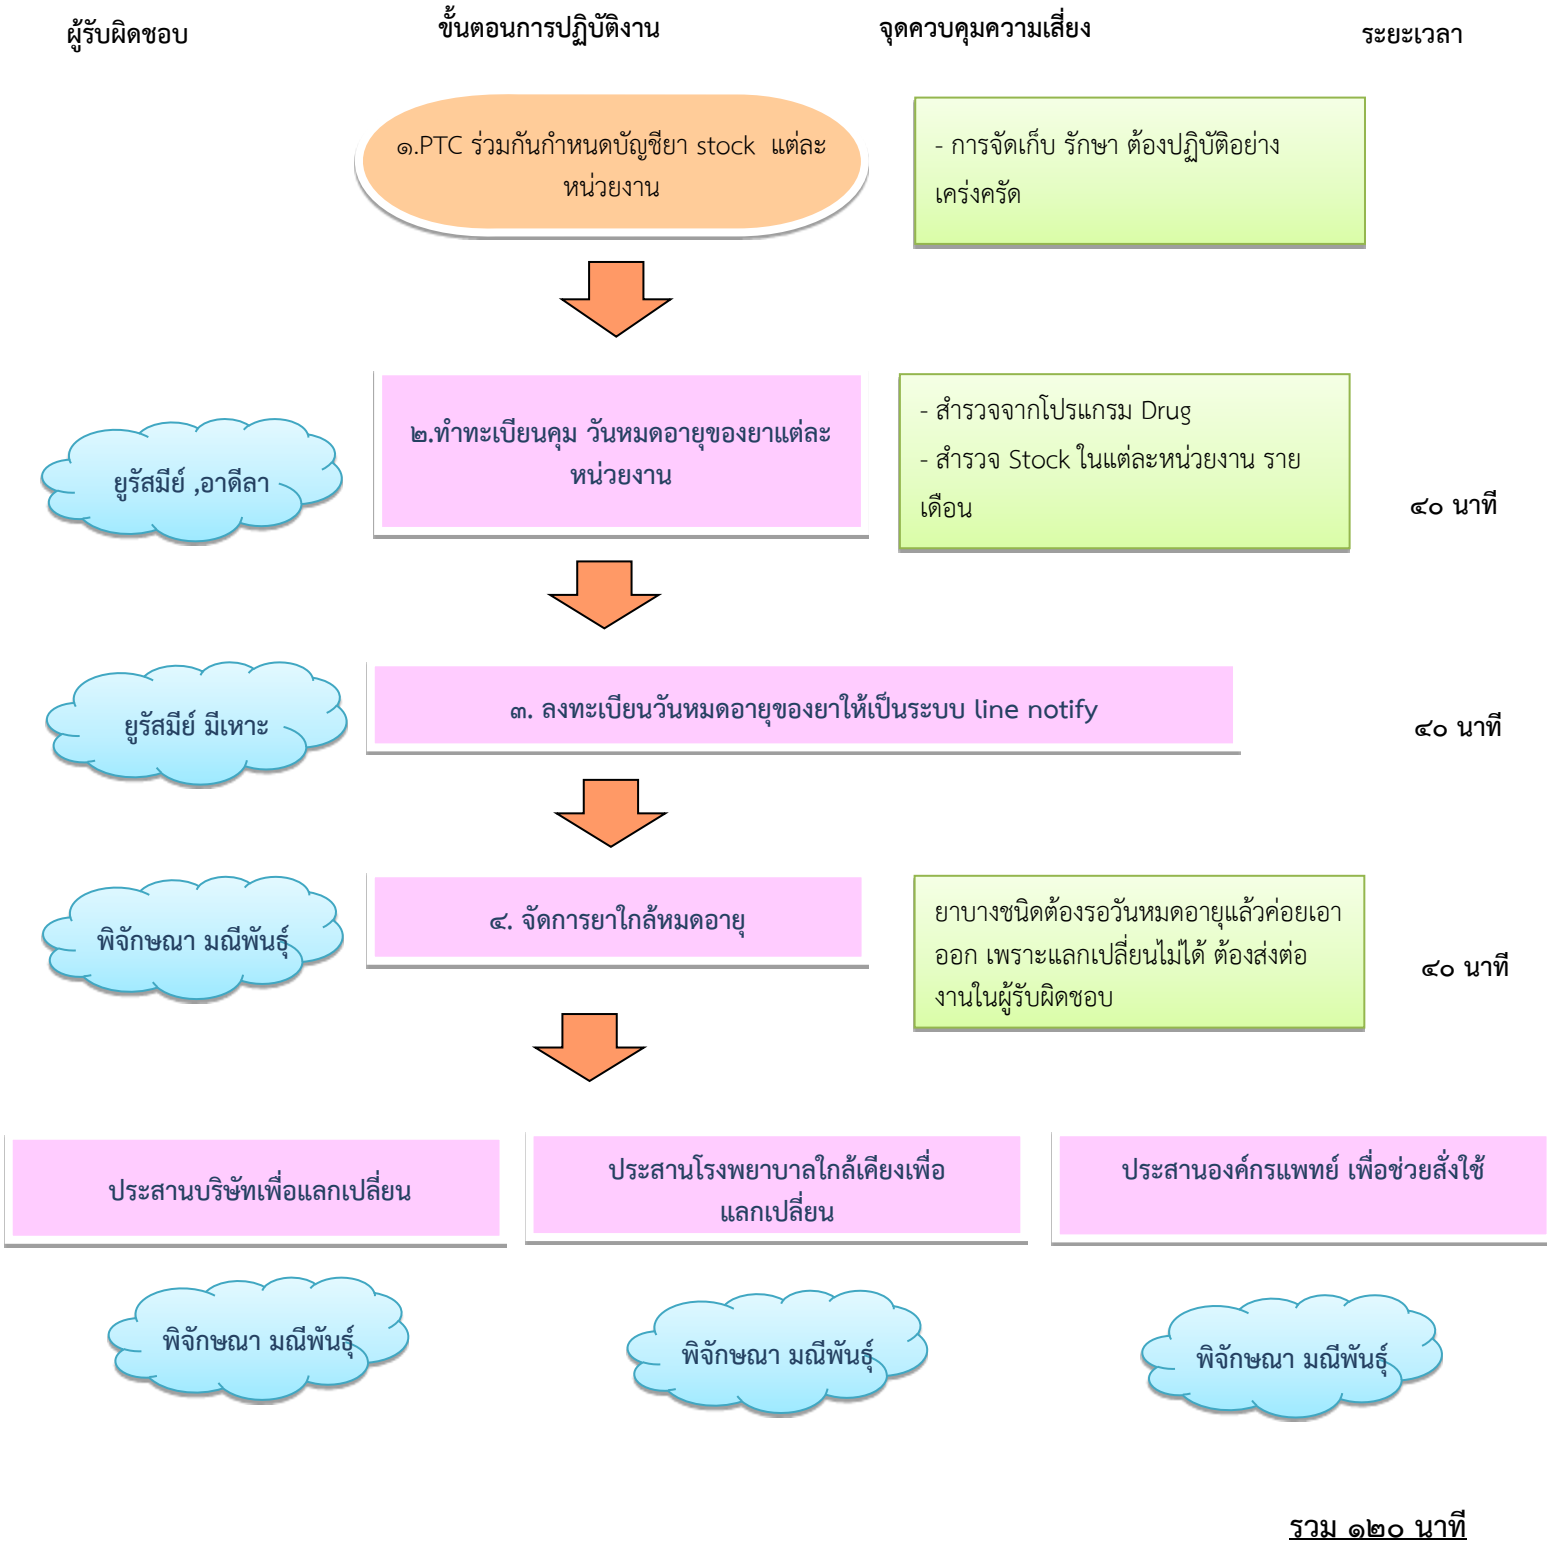 ผู้รับผิดชอบ
ขั้นตอนการปฏิบัติงาน
จุดควบคุมความเสี่ยง
ระยะเวลา
๑.PTC ร่วมกันกำหนดบัญชียา stock แต่ละ
หน่วยงาน
- การจัดเก็บ รักษา ต้องปฏิบัติอย่าง
เคร่งครัด
ยูรัสมีย์ ,อาดีลา
๒.ทำทะเบียนคุม วันหมดอายุของยาแต่ละ
หน่วยงาน
- สำรวจจากโปรแกรม Drug
- สำรวจ Stock ในแต่ละหน่วยงาน ราย
เดือน
๔๐ นาที
ยูรัสมีย์ มีเหาะ
๓. ลงทะเบียนวันหมดอายุของยาให้เป็นระบบ line notify
๔๐ นาที
พิจักษณา มณีพันธุ์
๔. จัดการยาใกล้หมดอายุ
ยาบางชนิดต้องรอวันหมดอายุแล้วค่อยเอา
ออก เพราะแลกเปลี่ยนไม่ได้ ต้องส่งต่อ
งานในผู้รับผิดชอบ
๔๐ นาที
ประสานบริษัทเพื่อแลกเปลี่ยน
ประสานโรงพยาบาลใกล้เคียงเพื่อ
แลกเปลี่ยน
ประสานองค์กรแพทย์ เพื่อช่วยสั่งใช้
พิจักษณา มณีพันธุ์
พิจักษณา มณีพันธุ์
พิจักษณา มณีพันธุ์
รวม ๑๒๐ นาที